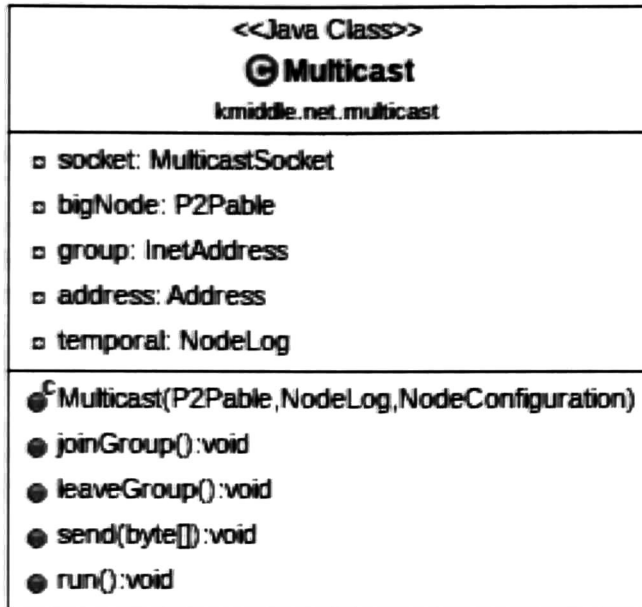 <<Java Class>>
C Multicast
kmiddle.net.multicast
socket: MulticastSocket
bigNode: P2Pable
group: InetAddress
address: Address
temporal: NodeLog
C Multicast(P2Pable,NodeLog,NodeConfiguration)
joinGroup():void
leaveGroup():void
send(byte[]):void
run():void